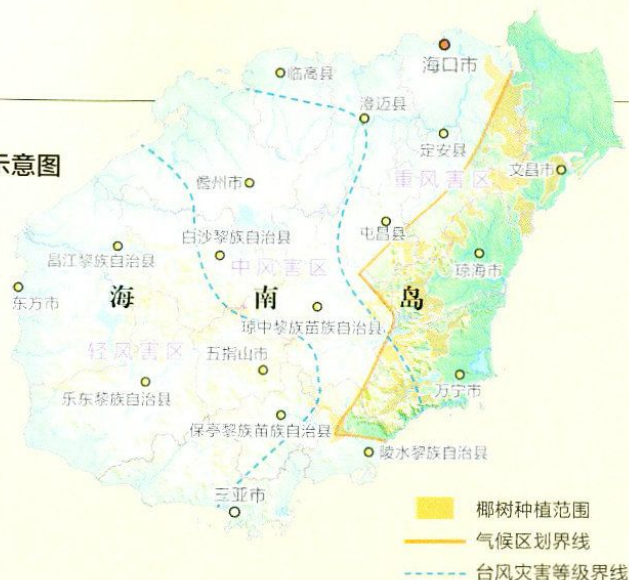 海口市
临高县
澄迈县
定安县
示意图
文昌市
儋州市
重风害区
屯昌县
白沙黎族自治县
昌江黎族自治县
中风害区
琼海市
东方市
海南岛
琼中黎族苗族自治县
轻风害区
五指山市
乐东黎族自治县
万宁市
保亭黎族苗族自治县
陵水黎族自治县
三亚市
椰树种植范围
气候区划界线
台风灾害等级界线